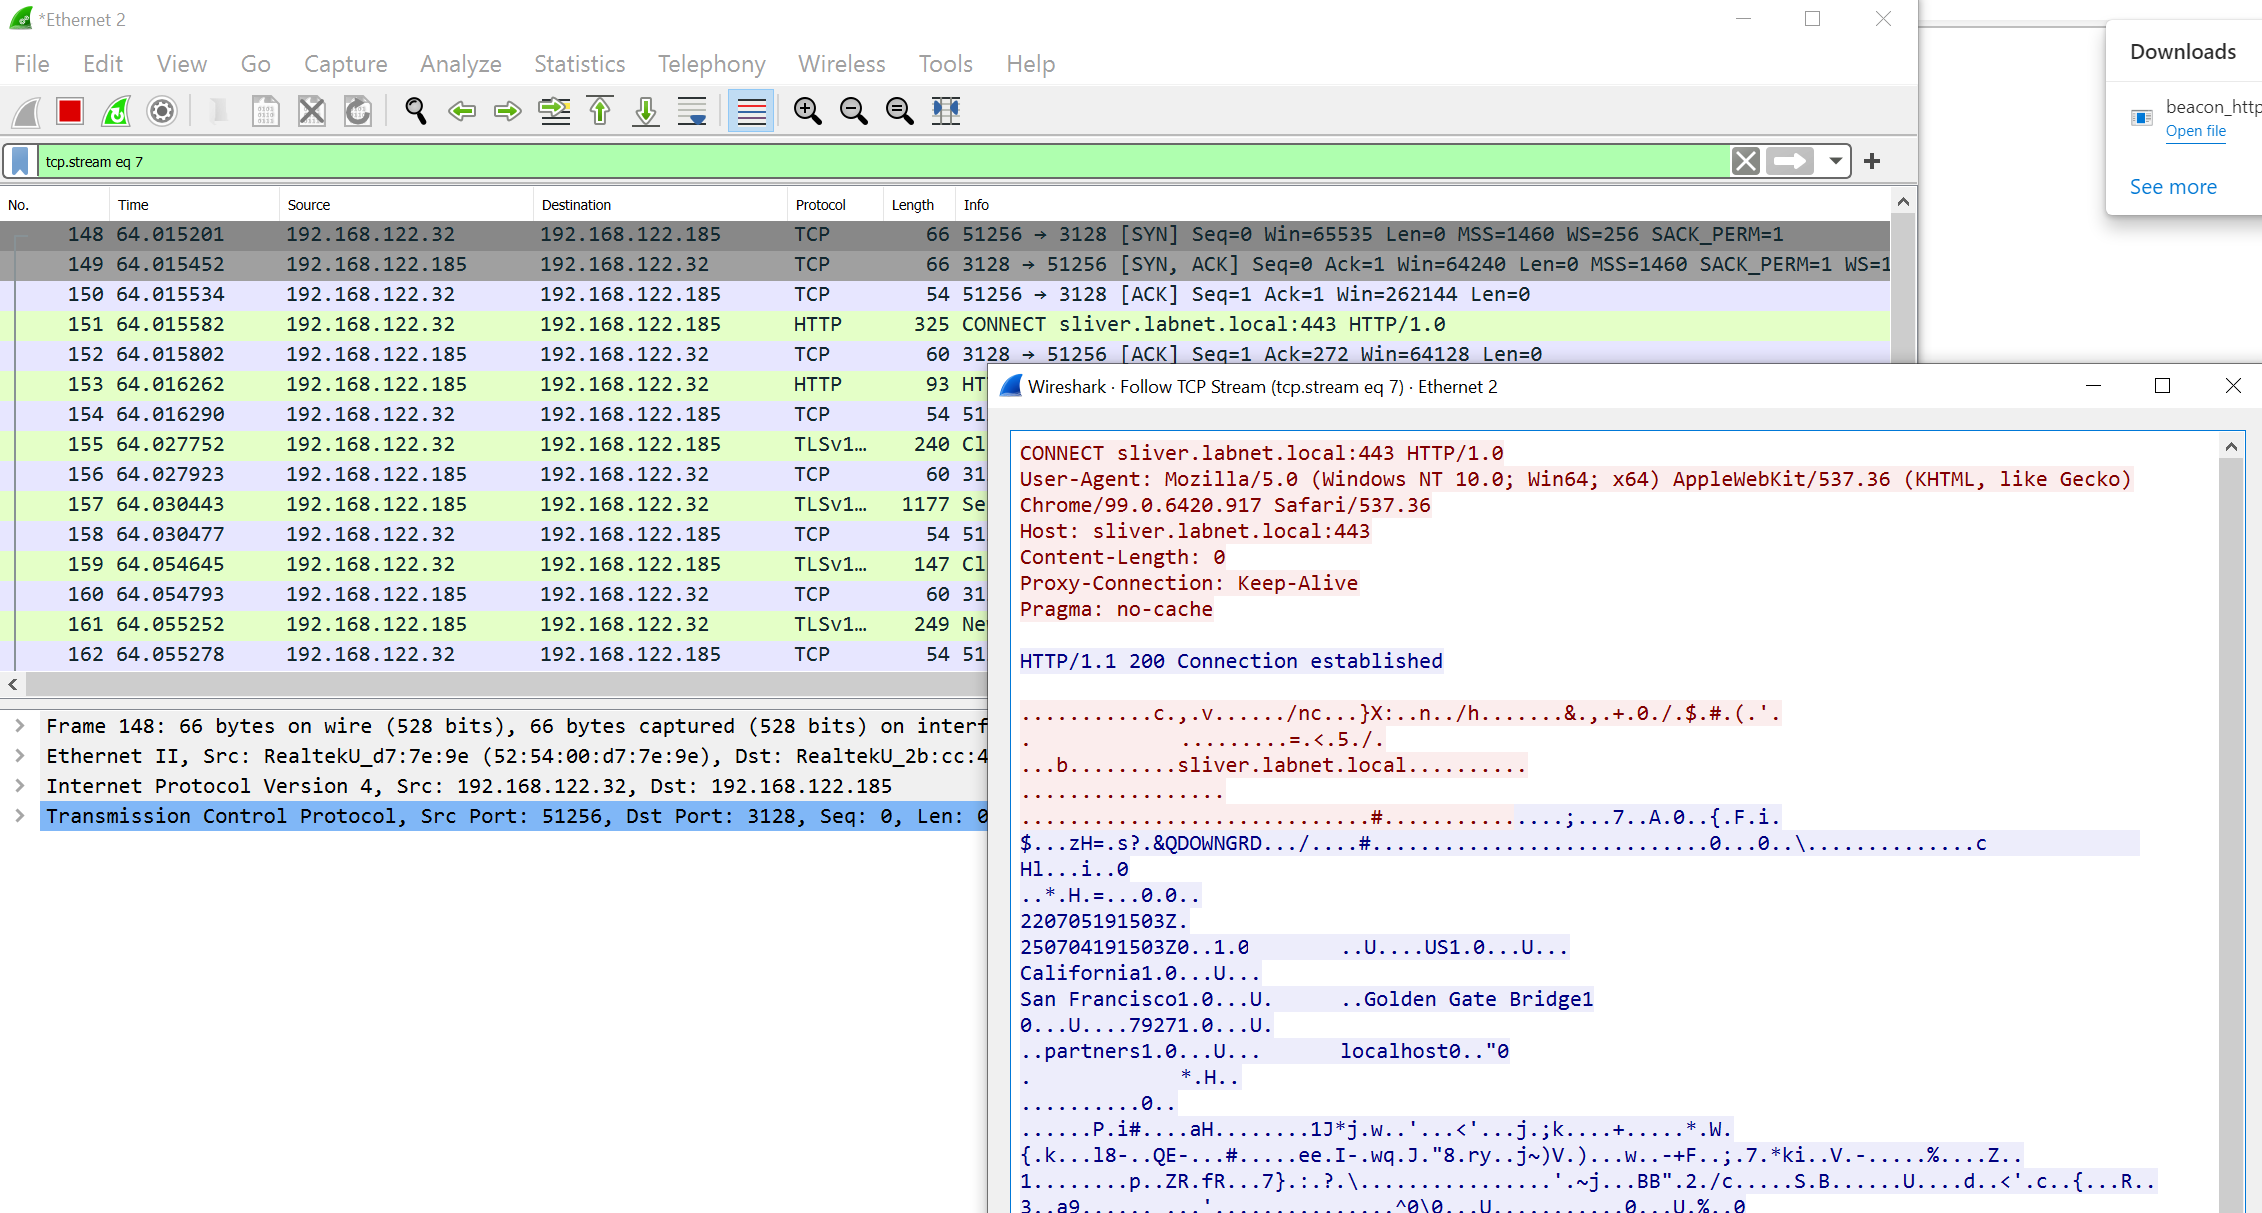 *Ethernet 2
File Edit View Go Capture Analyze Statistics Telephony Wireless Tools Help
tcp.stream eq 7
No. Time Source Destination Protocol Length Info
148 64.015201 192.168.122.32 192.168.122.185 TCP 66 51256 → 3128 [SYN] Seq=0 Win=65535 Len=0 MSS=1460 WS=256 SACK_PERM=1
149 64.015452 192.168.122.185 192.168.122.32 TCP 66 3128 → 51256 [SYN, ACK] Seq=0 Ack=1 Win=64240 Len=0 MSS=1460 SACK_PERM=1 WS=1
150 64.015534 192.168.122.32 192.168.122.185 TCP 54 51256 → 3128 [ACK] Seq=1 Ack=1 Win=262144 Len=0
151 64.015582 192.168.122.32 192.168.122.185 HTTP 325 CONNECT sliver.labnet.local:443 HTTP/1.0
152 64.015802 192.168.122.185 192.168.122.32 TCP 60 3128 → 51256 [ACK] Seq=1 Ack=272 Win=64128 Len=0
153 64.016262 192.168.122.185 192.168.122.32 HTTP 93 HT
154 64.016290 192.168.122.32 192.168.122.185 TCP 54 51
155 64.027752 192.168.122.32 192.168.122.185 TLSv1… 240 Cl
156 64.027923 192.168.122.185 192.168.122.32 TCP 60 31
157 64.030443 192.168.122.185 192.168.122.32 TLSv1… 1177 Se
158 64.030477 192.168.122.32 192.168.122.185 TCP 54 51
159 64.054645 192.168.122.32 192.168.122.185 TLSv1… 147 Cl
160 64.054793 192.168.122.185 192.168.122.32 TCP 60 31
161 64.055252 192.168.122.185 192.168.122.32 TLSv1… 249 Ne
162 64.055278 192.168.122.32 192.168.122.185 TCP 54 51
Frame 148: 66 bytes on wire (528 bits), 66 bytes captured (528 bits) on interf
Ethernet II, Src: RealtekU_d7:7e:9e (52:54:00:d7:7e:9e), Dst: RealtekU_2b:cc:4
Internet Protocol Version 4, Src: 192.168.122.32, Dst: 192.168.122.185
Transmission Control Protocol, Src Port: 51256, Dst Port: 3128, Seq: 0, Len: 0
Downloads
beacon_http
Open file
See more
Wireshark · Follow TCP Stream (tcp.stream eq 7) · Ethernet 2
CONNECT sliver.labnet.local:443 HTTP/1.0
User-Agent: Mozilla/5.0 (Windows NT 10.0; Win64; x64) AppleWebKit/537.36 (KHTML, like Gecko)
Chrome/99.0.6420.917 Safari/537.36
Host: sliver.labnet.local:443
Content-Length: 0
Proxy-Connection: Keep-Alive
Pragma: no-cache
HTTP/1.1 200 Connection established
...........c.,.v....../nc...}X:..n../h.......&.,.+.0./.$.#.(.'.
. .........=.<.5./.
...b.........sliver.labnet.local..........
.................
.............................#...............;...7..A.0..{.F.i.
$...zH=.s?.&QDOWNGRD.../....#............................0...0..\..............c
Hl...i..0
..*.H.=...0.0..
220705191503Z.
250704191503Z0..1.0 ..U....US1.0...U...
California1.0...U...
San Francisco1.0...U. ..Golden Gate Bridge1
0...U....79271.0...U.
..partners1.0...U... localhost0.."0
. *.H..
..........0..
......P.i#....aH........1J*j.w..'...<'...j.;k....+.....*.W.
{.k...l8-..QE-...#.....ee.I-.wq.J."8.ry..j~)V.)...w..-+F..;.7.*ki..V.-.....%....Z..
1........p..ZR.fR...7}.:.?.\................'.~j...BB".2./c.....S.B......U....d..<'.c..{...R..
3..a9...... ...'...............^0\0...U...........0...U.%..0